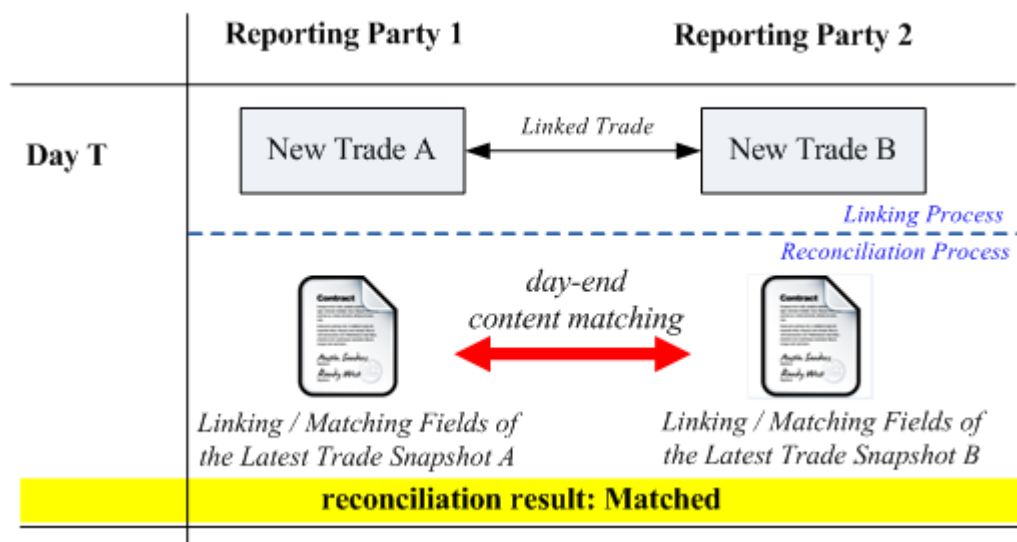 Reporting Party 1
Reporting Party 2
Day T
New Trade A
Linked Trade
New Trade B
Linking Process
Reconciliation Process
Contract
Contract
day-end
content matching
Linking / Matching Fields of
the Latest Trade Snapshot A
Linking / Matching Fields of
the Latest Trade Snapshot B
reconciliation result: Matched